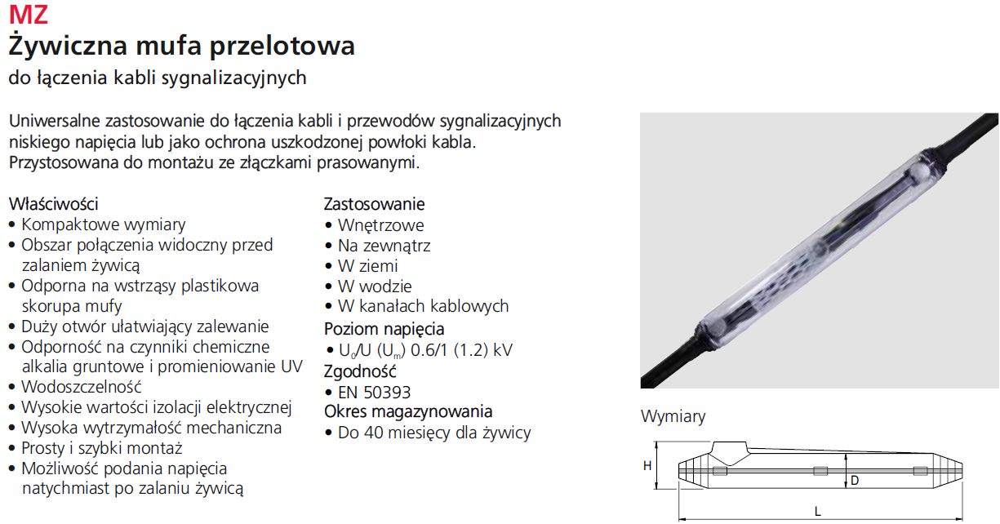 MZ
Żywiczna mufa przelotowa
do łączenia kabli sygnalizacyjnych
Uniwersalne zastosowanie do łączenia kabli i przewodów sygnalizacyjnych
niskiego napięcia lub jako ochrona uszkodzonej powłoki kabla.
Przystosowana do montażu ze złączkami prasowanymi.
Właściwości
• Kompaktowe wymiary
• Obszar połączenia widoczny przed
zalaniem żywicą
• Odporna na wstrząsy plastikowa
skorupa mufy
• Duży otwór ułatwiający zalewanie
• Odporność na czynniki chemiczne
alkalia gruntowe i promieniowanie UV
• Wodoszczelność
• Wysokie wartości izolacji elektrycznej
• Wysoka wytrzymałość mechaniczna
• Prosty i szybki montaż
• Możliwość podania napięcia
natychmiast po zalaniu żywicą
Zastosowanie
• Wnętrzowe
• Na zewnątrz
• W ziemi
• W wodzie
• W kanałach kablowych
Poziom napięcia
• U₀/U (Uₘ) 0.6/1 (1.2) kV
Zgodność
• EN 50393
Okres magazynowania
• Do 40 miesięcy dla żywicy
Wymiary
H
D
L